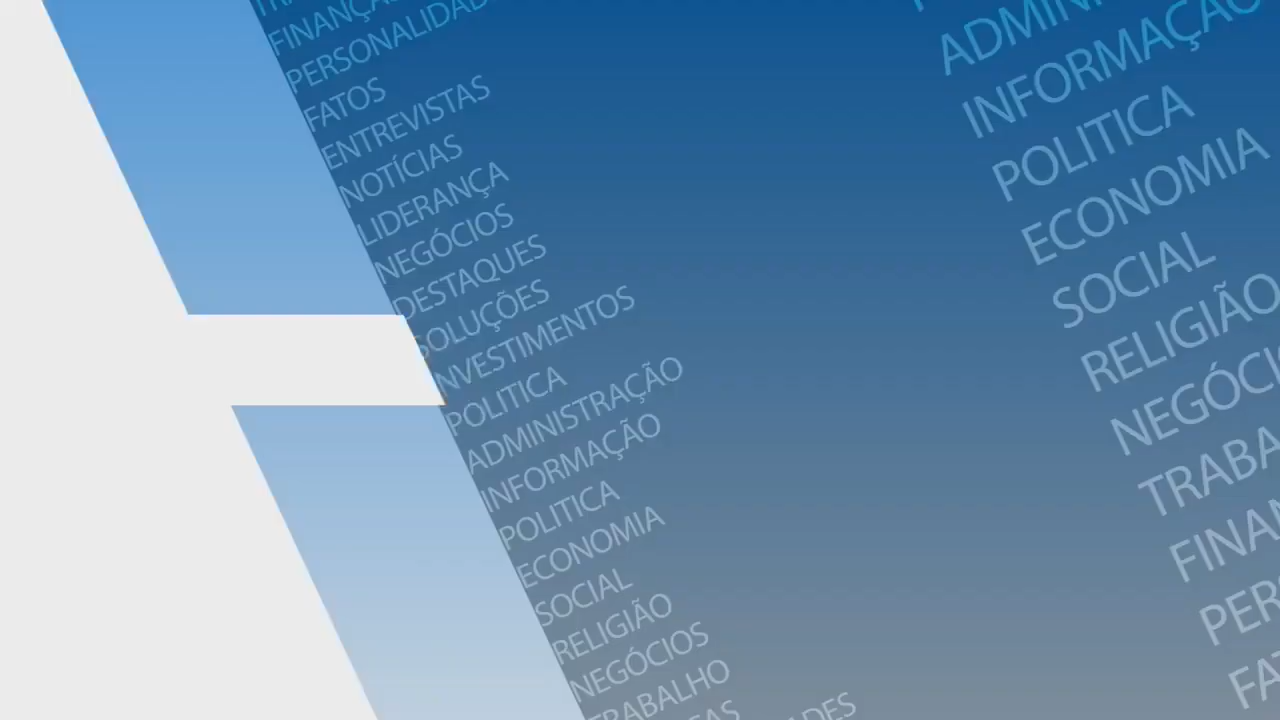 FINANÇAS
PERSONALIDADES
FATOS
ENTREVISTAS
NOTÍCIAS
LIDERANÇA
NEGÓCIOS
DESTAQUES
SOLUÇÕES
INVESTIMENTOS
POLITICA
ADMINISTRAÇÃO
INFORMAÇÃO
POLITICA
ECONOMIA
SOCIAL
RELIGIÃO
NEGÓCIOS
TRABALHO
ADMINI
INFORMAÇÃO
POLITICA
ECONOMIA
SOCIAL
RELIGIÃO
NEGÓCI
TRABA
FINAN
PER
FAT